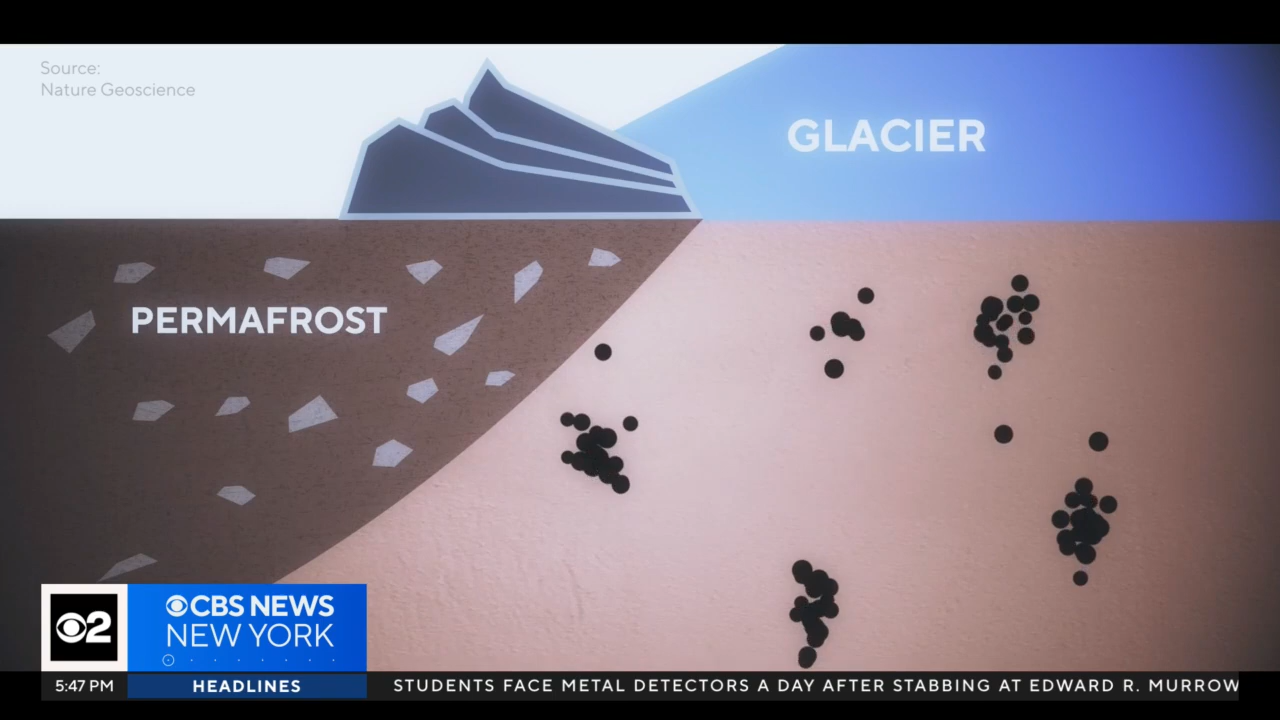 Source:
Nature Geoscience
GLACIER
PERMAFROST
2
CBS NEWS
NEW YORK
5:47 PM
HEADLINES
STUDENTS FACE METAL DETECTORS A DAY AFTER STABBING AT EDWARD R. MURROW